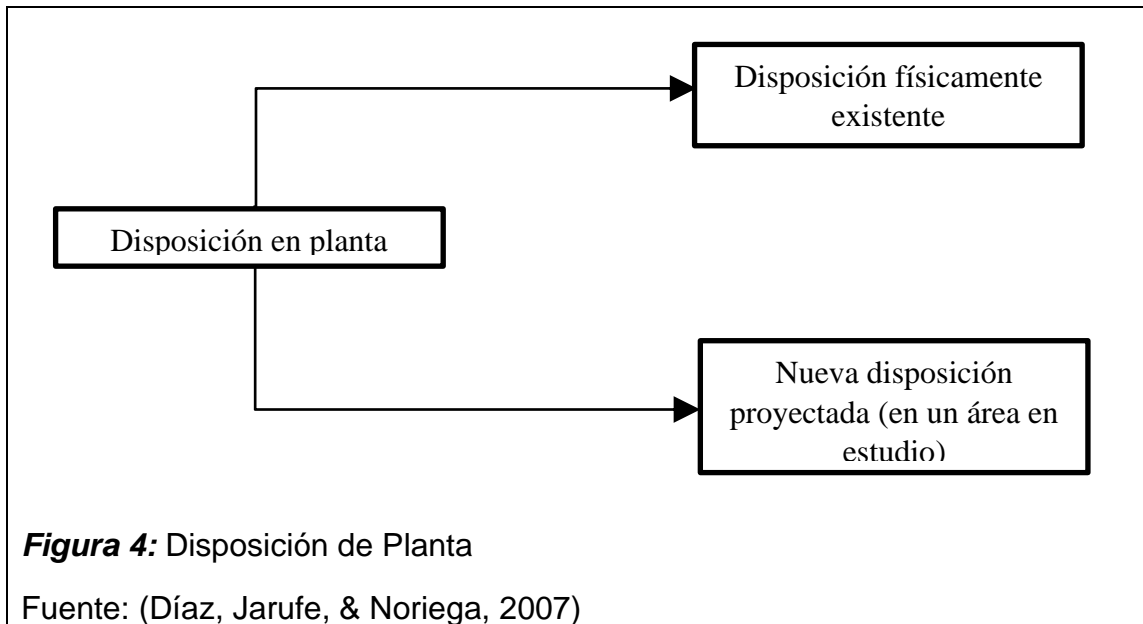 Disposición físicamente
existente
Disposición en planta
Nueva disposición
proyectada (en un área en
estudio)
Figura 4: Disposición de Planta
Fuente: (Díaz, Jarufe, & Noriega, 2007)